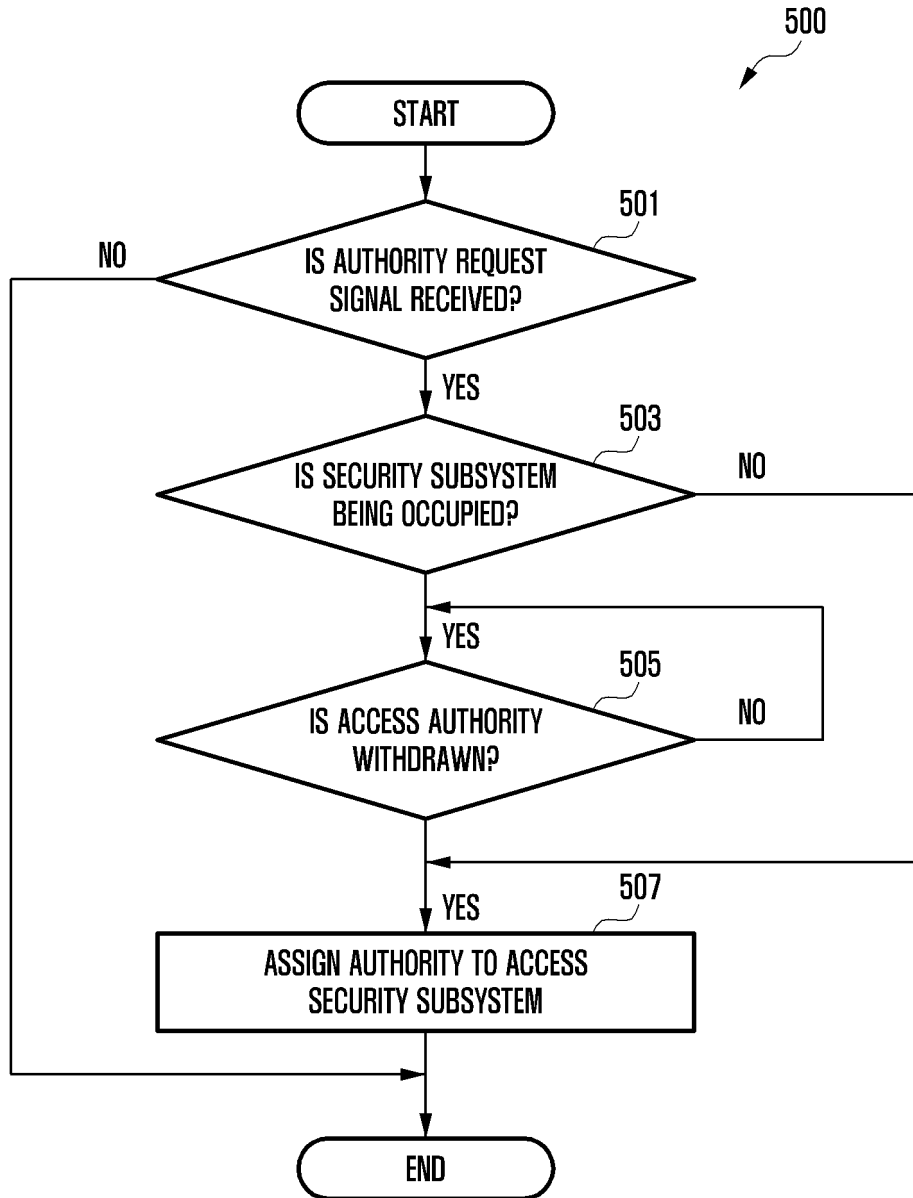 500
START
501
NO
IS AUTHORITY REQUEST
SIGNAL RECEIVED?
YES
503
IS SECURITY SUBSYSTEM
BEING OCCUPIED?
NO
YES
505
IS ACCESS AUTHORITY
WITHDRAWN?
NO
YES
507
ASSIGN AUTHORITY TO ACCESS
SECURITY SUBSYSTEM
END